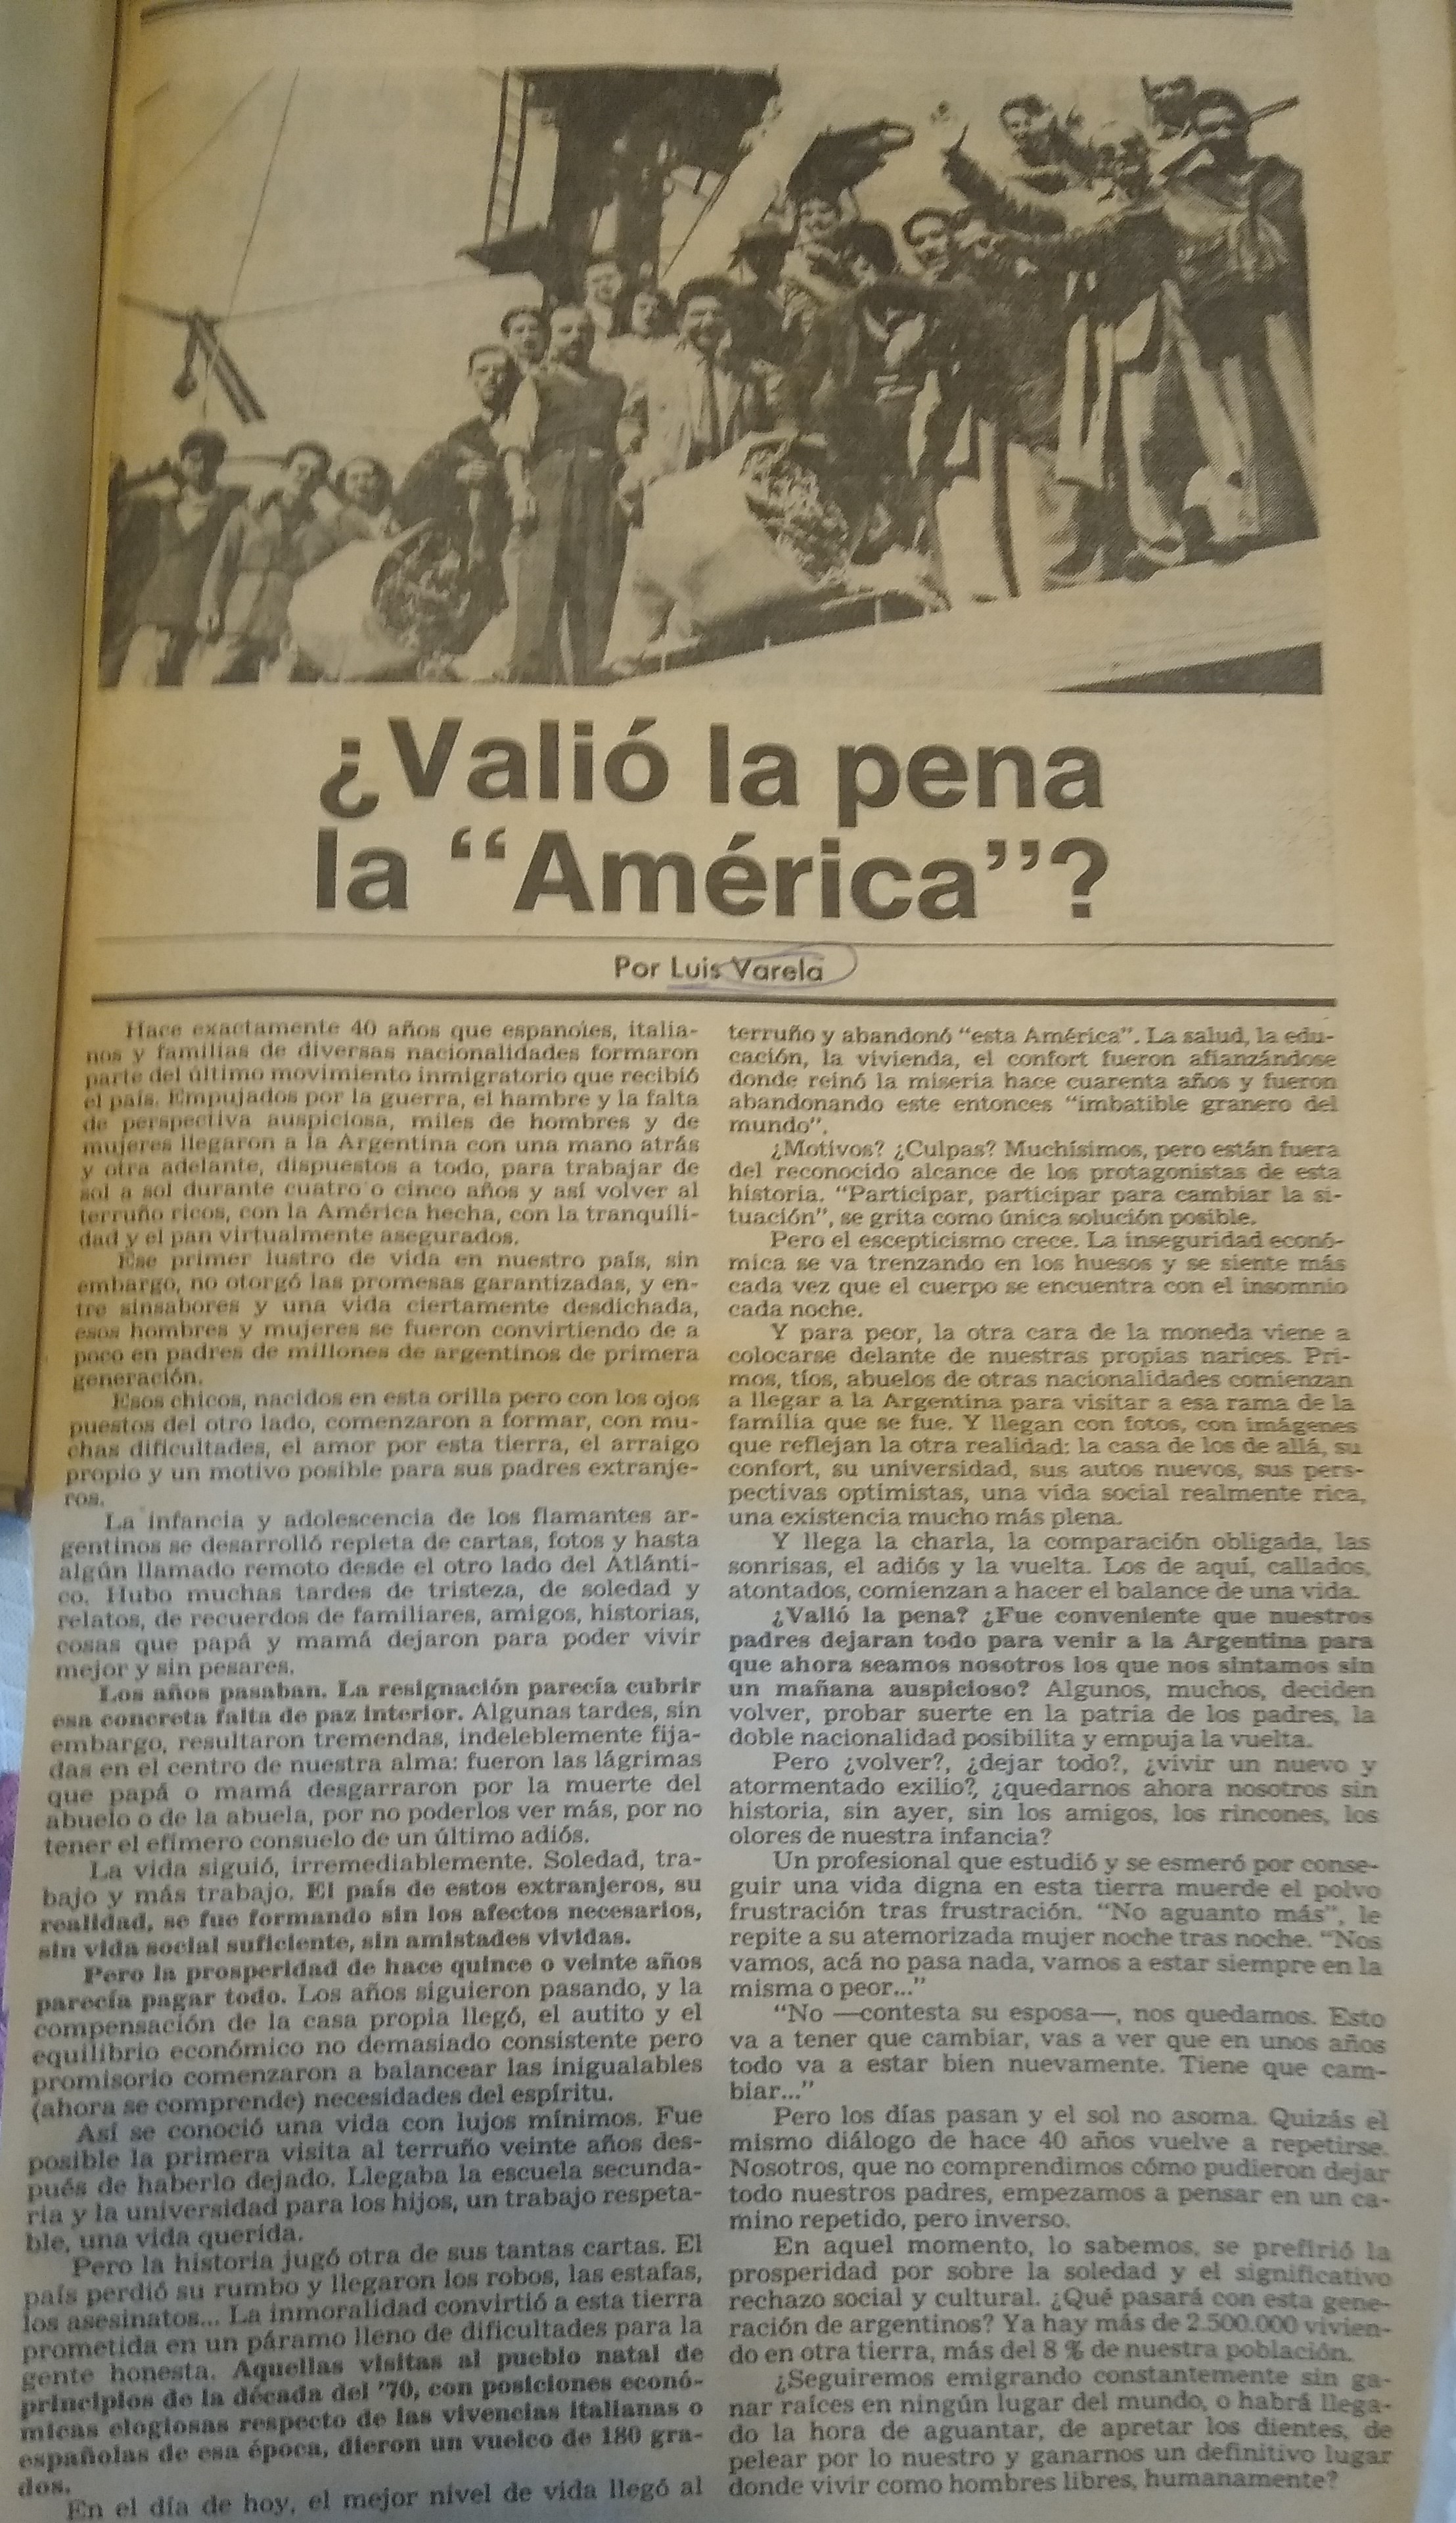 ¿Valió la pena
la “América”?
Por Luis Varela
Hace exactamente 40 años que españoles, italia-
nos y familias de diversas nacionalidades formaron
parte del último movimiento inmigratorio que recibió
el país. Empujados por la guerra, el hambre y la falta
de perspectiva auspiciosa, miles de hombres y de
mujeres llegaron a la Argentina con una mano atrás
y otra adelante, dispuestos a todo, para trabajar de
sol a sol durante cuatro o cinco años y así volver al
terruño ricos, con la América hecha, con la tranquili-
dad y el pan virtualmente asegurados.
Ese primer lustro de vida en nuestro país, sin
embargo, no otorgó las promesas garantizadas, y en-
tre sinsabores y una vida ciertamente desdichada,
esos hombres y mujeres se fueron convirtiendo de a
poco en padres de millones de argentinos de primera
generación.
Esos chicos, nacidos en esta orilla pero con los ojos
puestos del otro lado, comenzaron a formar, con mu-
chas dificultades, el amor por esta tierra, el arraigo
propio y un motivo posible para sus padres extranje-
ros.
La infancia y adolescencia de los flamantes ar-
gentinos se desarrolló repleta de cartas, fotos y hasta
algún llamado remoto desde el otro lado del Atlánti-
co. Hubo muchas tardes de tristeza, de soledad y
relatos, de recuerdos de familiares, amigos, historias,
cosas que papá y mamá dejaron para poder vivir
mejor y sin pesares.
Los años pasaban. La resignación parecía cubrir
esa concreta falta de paz interior. Algunas tardes, sin
embargo, resultaron tremendas, indeleblemente fija-
das en el centro de nuestra alma: fueron las lágrimas
que papá o mamá desgarraron por la muerte del
abuelo o de la abuela, por no poderlos ver más, por no
tener el efímero consuelo de un último adiós.
La vida siguió, irremediablemente. Soledad, tra-
bajo y más trabajo. El país de estos extranjeros, su
realidad, se fue formando sin los afectos necesarios,
sin vida social suficiente, sin amistades vividas.
Pero la prosperidad de hace quince o veinte años
parecía pagar todo. Los años siguieron pasando, y la
compensación de la casa propia llegó, el autito y el
equilibrio económico no demasiado consistente pero
promisorio comenzaron a balancear las inigualables
(ahora se comprende) necesidades del espíritu.
Así se conoció una vida con lujos mínimos. Fue
posible la primera visita al terruño veinte años des-
pués de haberlo dejado. Llegaba la escuela secunda-
ria y la universidad para los hijos, un trabajo respeta-
ble, una vida querida.
Pero la historia jugó otra de sus tantas cartas. El
país perdió su rumbo y llegaron los robos, las estafas,
los asesinatos... La inmoralidad convirtió a esta tierra
prometida en un páramo lleno de dificultades para la
gente honesta. Aquellas visitas al pueblo natal de
principios de la década del ’70, con posiciones econó-
micas elogiosas respecto de las vivencias italianas o
españolas de esa época, dieron un vuelco de 180 gra-
dos.
En el día de hoy, el mejor nivel de vida llegó al
terruño y abandonó “esta América”. La salud, la edu-
cación, la vivienda, el confort fueron afianzándose
donde reinó la miseria hace cuarenta años y fueron
abandonando este entonces “imbatible granero del
mundo”.
¿Motivos? ¿Culpas? Muchísimos, pero están fuera
del reconocido alcance de los protagonistas de esta
historia. “Participar, participar para cambiar la si-
tuación”, se grita como única solución posible.
Pero el escepticismo crece. La inseguridad econó-
mica se va trenzando en los huesos y se siente más
cada vez que el cuerpo se encuentra con el insomnio
cada noche.
Y para peor, la otra cara de la moneda viene a
colocarse delante de nuestras propias narices. Pri-
mos, tíos, abuelos de otras nacionalidades comienzan
a llegar a la Argentina para visitar a esa rama de la
familia que se fue. Y llegan con fotos, con imágenes
que reflejan la otra realidad: la casa de los de allá, su
confort, su universidad, sus autos nuevos, sus pers-
pectivas optimistas, una vida social realmente rica,
una existencia mucho más plena.
Y llega la charla, la comparación obligada, las
sonrisas, el adiós y la vuelta. Los de aquí, callados,
atontados, comienzan a hacer el balance de una vida.
¿Valió la pena? ¿Fue conveniente que nuestros
padres dejaran todo para venir a la Argentina para
que ahora seamos nosotros los que nos sintamos sin
un mañana auspicioso? Algunos, muchos, deciden
volver, probar suerte en la patria de los padres, la
doble nacionalidad posibilita y empuja la vuelta.
Pero ¿volver?, ¿dejar todo?, ¿vivir un nuevo y
atormentado exilio?, ¿quedarnos ahora nosotros sin
historia, sin ayer, sin los amigos, los rincones, los
olores de nuestra infancia?
Un profesional que estudió y se esmeró por conse-
guir una vida digna en esta tierra muerde el polvo
frustración tras frustración. “No aguanto más”, le
repite a su atemorizada mujer noche tras noche. “Nos
vamos, acá no pasa nada, vamos a estar siempre en la
misma o peor...”
“No —contesta su esposa—, nos quedamos. Esto
va a tener que cambiar, vas a ver que en unos años
todo va a estar bien nuevamente. Tiene que cam-
biar...”
Pero los días pasan y el sol no asoma. Quizás el
mismo diálogo de hace 40 años vuelve a repetirse.
Nosotros, que no comprendimos cómo pudieron dejar
todo nuestros padres, empezamos a pensar en un ca-
mino repetido, pero inverso.
En aquel momento, lo sabemos, se prefirió la
prosperidad por sobre la soledad y el significativo
rechazo social y cultural. ¿Qué pasará con esta gene-
ración de argentinos? Ya hay más de 2.500.000 vivien-
do en otra tierra, más del 8 % de nuestra población.
¿Seguiremos emigrando constantemente sin ga-
nar raíces en ningún lugar del mundo, o habrá llega-
do la hora de aguantar, de apretar los dientes, de
pelear por lo nuestro y ganarnos un definitivo lugar
donde vivir como hombres libres, humanamente?